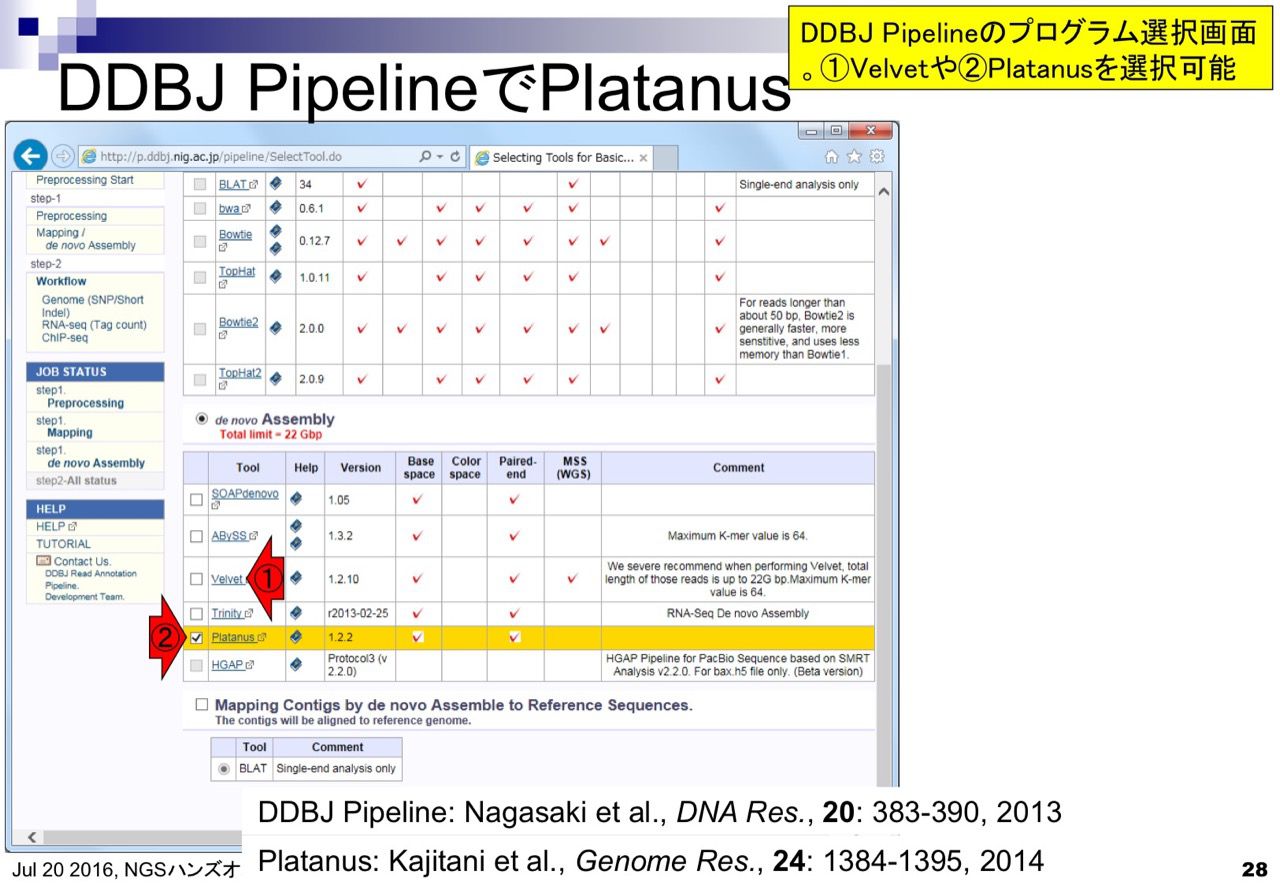 DDBJ Pipelineのプログラム選択画面
。①Velvetや②Platanusを選択可能
DDBJ PipelineでPlatanus
http://p.ddbj.nig.ac.jp/pipeline/SelectTool.do
Selecting Tools for Basic...
Preprocessing Start
step-1
Preprocessing
Mapping /
de novo Assembly
step-2
Workflow
Genome (SNP/Short
Indel)
RNA-seq (Tag count)
ChIP-seq
JOB STATUS
step1.
Preprocessing
step1.
Mapping
step1.
de novo Assembly
step2-All status
HELP
HELP
TUTORIAL
Contact Us.
DDBJ Read Annotation
Pipeline.
Development Team.
BLAT 34 ✓ ✓ Single-end analysis only
bwa 0.6.1 ✓ ✓ ✓ ✓ ✓ ✓
Bowtie 0.12.7 ✓ ✓ ✓ ✓ ✓ ✓ ✓ ✓
TopHat 1.0.11 ✓ ✓ ✓ ✓ ✓ ✓
Bowtie2 2.0.0 ✓ ✓ ✓ ✓ ✓ ✓ ✓ ✓
For reads longer than
about 50 bp, Bowtie2 is
generally faster, more
senstitive, and uses less
memory than Bowtie1.
TopHat2 2.0.9 ✓ ✓ ✓ ✓ ✓ ✓
de novo Assembly
Total limit = 22 Gbp
Tool Help Version Base space Color space Paired-end MSS (WGS) Comment
SOAPdenovo 1.05 ✓ ✓
ABySS 1.3.2 ✓ ✓ Maximum K-mer value is 64.
Velvet ① 1.2.10 ✓ ✓ ✓
We severe recommend when performing Velvet, total
length of those reads is up to 22G bp.Maximum K-mer
value is 64.
Trinity r2013-02-25 ✓ ✓ RNA-Seq De novo Assembly
② Platanus 1.2.2 ✓ ✓
HGAP Protocol3 (v
2.2.0)
HGAP Pipeline for PacBio Sequence based on SMRT
Analysis v2.2.0. For bax.h5 file only. (Beta version)
Mapping Contigs by de novo Assemble to Reference Sequences.
The contigs will be aligned to reference genome.
Tool Comment
BLAT Single-end analysis only
DDBJ Pipeline: Nagasaki et al., DNA Res., 20: 383-390, 2013
Platanus: Kajitani et al., Genome Res., 24: 1384-1395, 2014
Jul 20 2016, NGSハンズオ
28